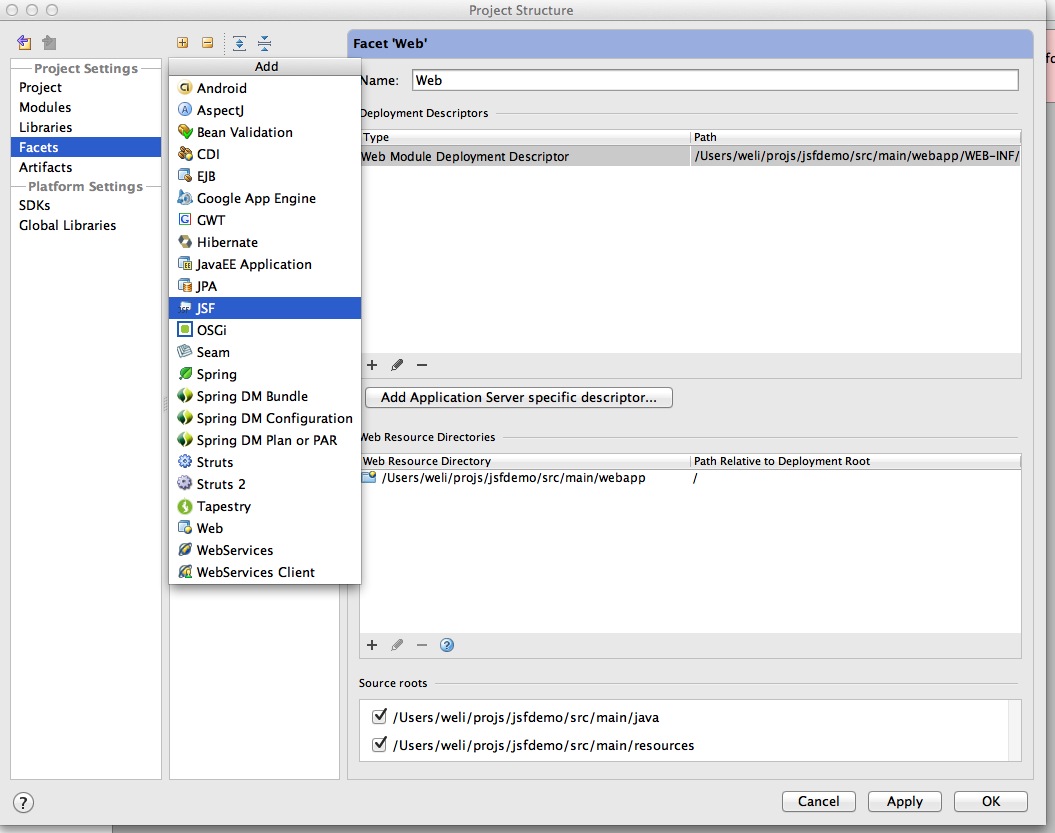 Project Structure
Project Settings
Project
Modules
Libraries
Facets
Artifacts
Platform Settings
SDKs
Global Libraries
Add
Android
AspectJ
Bean Validation
CDI
EJB
Google App Engine
GWT
Hibernate
JavaEE Application
JPA
JSF
OSGi
Seam
Spring
Spring DM Bundle
Spring DM Configuration
Spring DM Plan or PAR
Struts
Struts 2
Tapestry
Web
WebServices
WebServices Client
Facet 'Web'
Name: Web
Deployment Descriptors
Type Path
Web Module Deployment Descriptor /Users/weli/projs/jsfdemo/src/main/webapp/WEB-INF/
Add Application Server specific descriptor...
Web Resource Directories
Web Resource Directory Path Relative to Deployment Root
/Users/weli/projs/jsfdemo/src/main/webapp /
Source roots
/Users/weli/projs/jsfdemo/src/main/java
/Users/weli/projs/jsfdemo/src/main/resources
? Cancel Apply OK